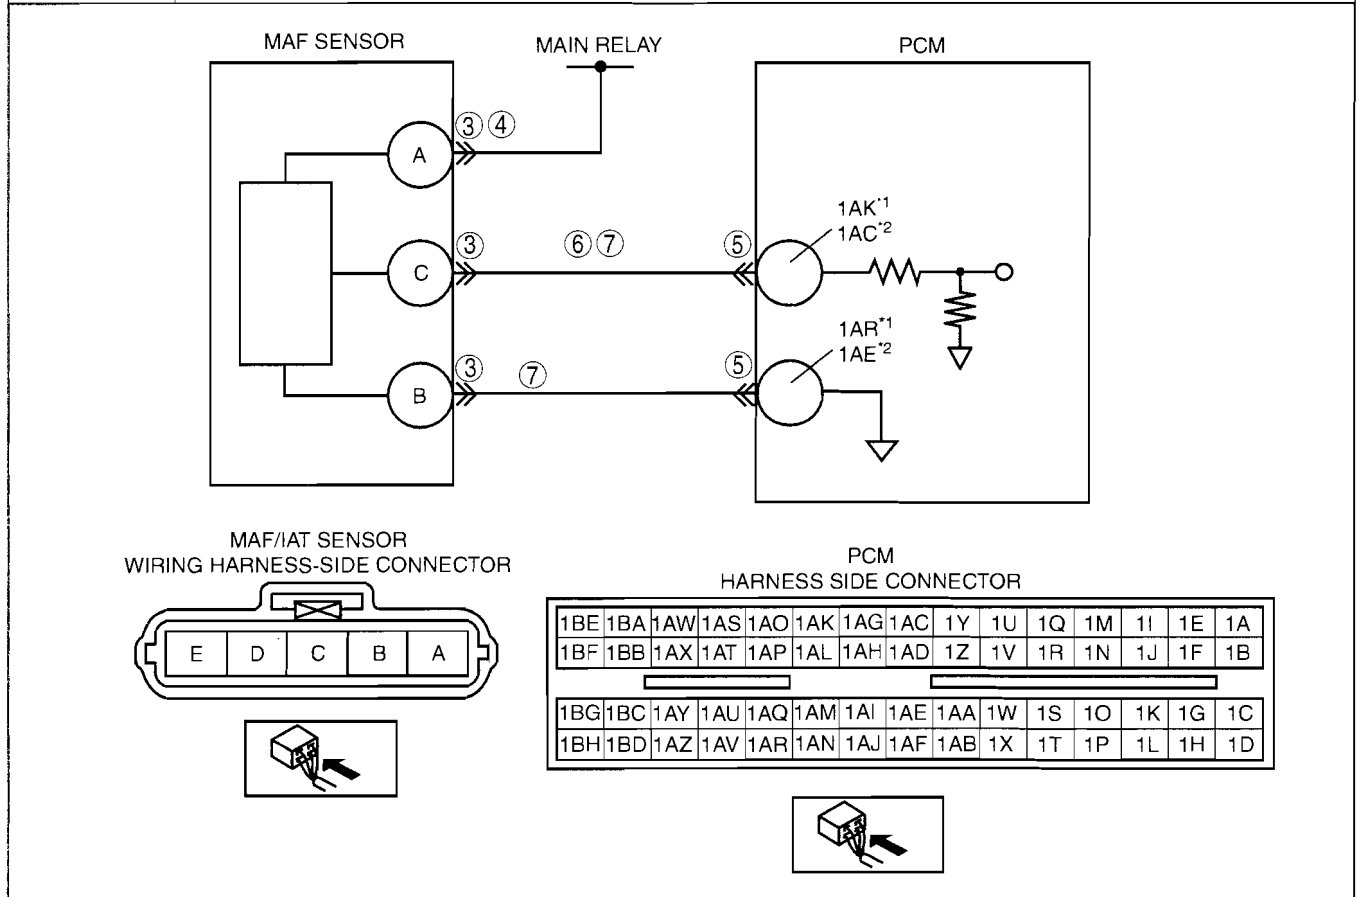 MAF SENSOR
MAIN RELAY
PCM
③ ④
A
1AK*1
1AC*2
③
⑥ ⑦
⑤
C
1AR*1
1AE*2
③
⑦
⑤
B
MAF/IAT SENSOR
WIRING HARNESS-SIDE CONNECTOR
E D C B A
PCM
HARNESS SIDE CONNECTOR
1BE 1BA 1AW 1AS 1AO 1AK 1AG 1AC 1Y 1U 1Q 1M 1I 1E 1A
1BF 1BB 1AX 1AT 1AP 1AL 1AH 1AD 1Z 1V 1R 1N 1J 1F 1B
1BG 1BC 1AY 1AU 1AQ 1AM 1AI 1AE 1AA 1W 1S 1O 1K 1G 1C
1BH 1BD 1AZ 1AV 1AR 1AN 1AJ 1AF 1AB 1X 1T 1P 1L 1H 1D